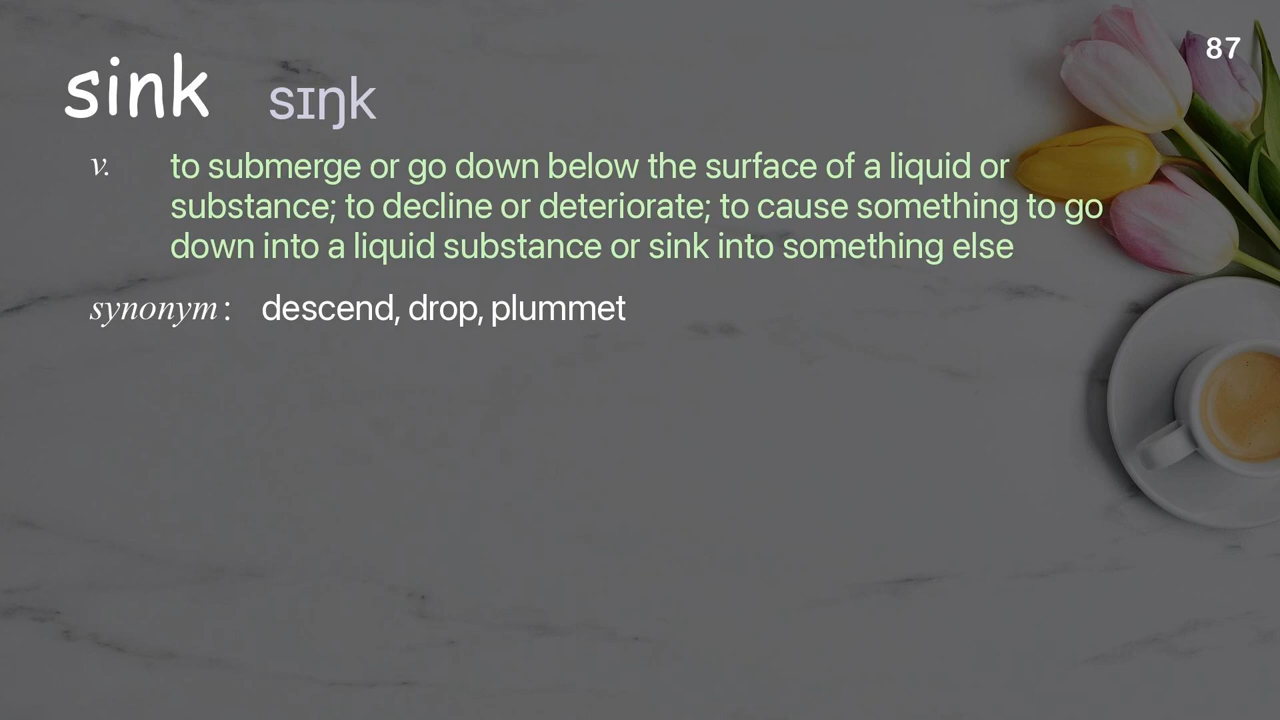 87
sink sɪŋk
v. to submerge or go down below the surface of a liquid or
substance; to decline or deteriorate; to cause something to go
down into a liquid substance or sink into something else
synonym: descend, drop, plummet